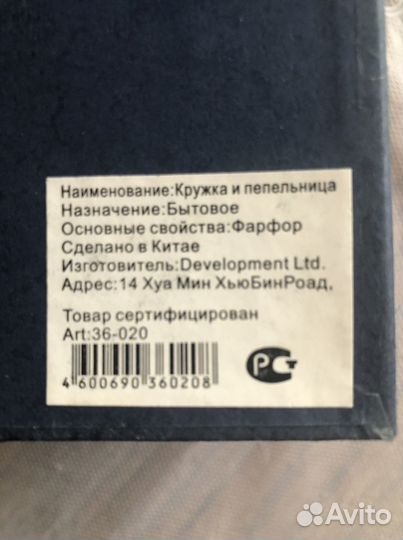 Наименование:Кружка и пепельница
Назначение:Бытовое
Основные свойства:Фарфор
Сделано в Китае
Изготовитель:Development Ltd.
Адрес:14 Хуа Мин ХьюБинРоад,
Товар сертифицирован
Art:36-020
РСТ
4 600690 360208
Avito